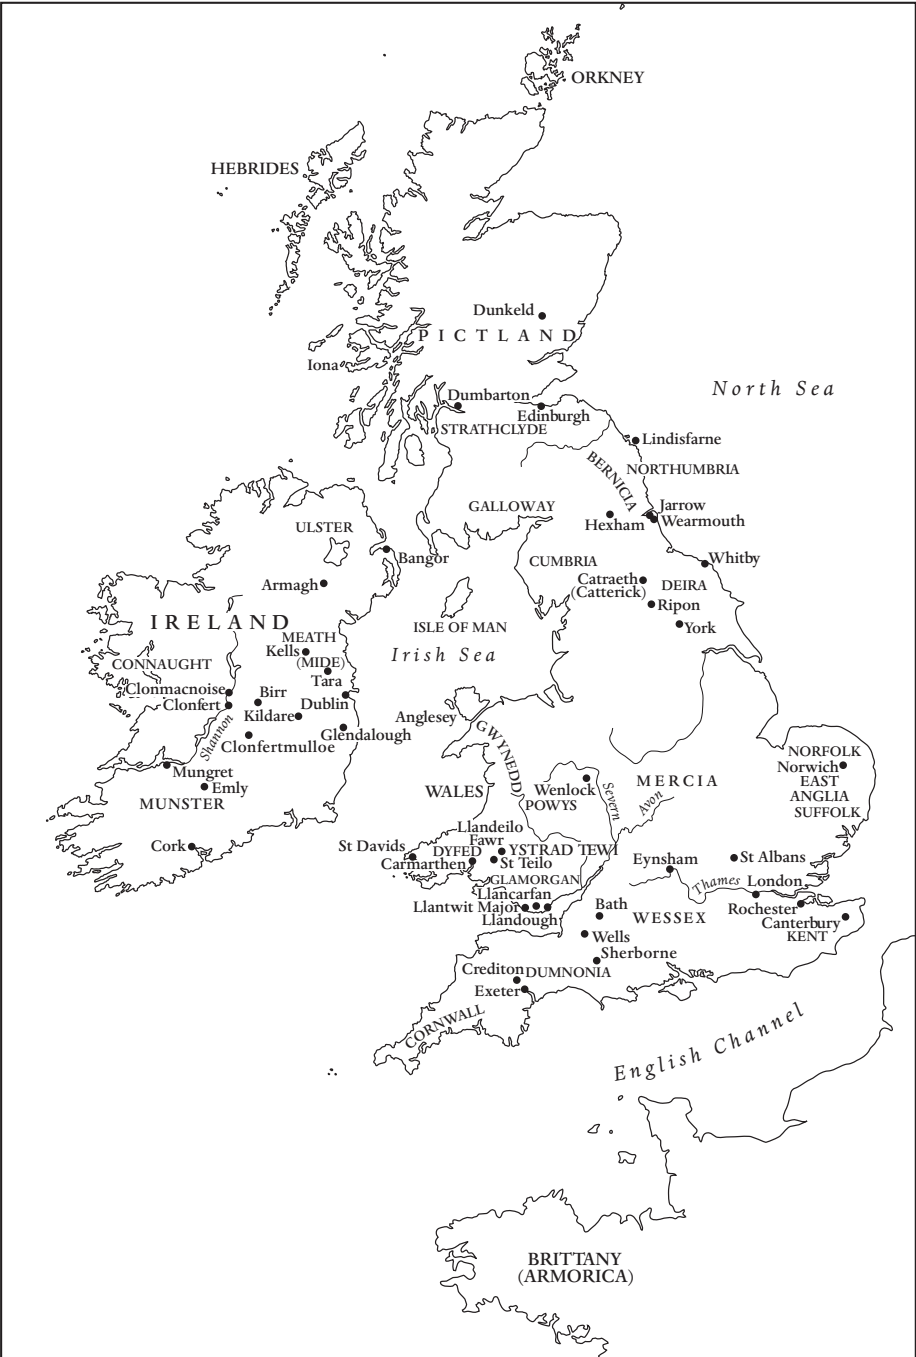 ORKNEY
HEBRIDES
Dunkeld
PICTLAND
Iona
North Sea
Dumbarton
Edinburgh
STRATHCLYDE
Lindisfarne
BERNICIA
NORTHUMBRIA
GALLOWAY
Jarrow
Hexham
Wearmouth
ULSTER
Bangor
CUMBRIA
Whitby
Armagh
Catraeth
(Catterick)
DEIRA
Ripon
IRELAND
ISLE OF MAN
York
MEATH
Kells
(MIDE)
Irish Sea
CONNAUGHT
Tara
Clonmacnoise
Birr
Clonfert
Dublin
Kildare
Anglesey
Shannon
Glendalough
Clonfertmulloe
GWYNEDD
NORFOLK
Mungret
Norwich
Emly
MERCIA
EAST
ANGLIA
MUNSTER
WALES
Wenlock
POWYS
Severn
Avon
SUFFOLK
Llandeilo
Fawr
Cork
St Davids
DYFED
YSTRAD TEWI
Carmarthen
St Teilo
Eynsham
St Albans
GLAMORGAN
Thames
London
Llancarfan
Llantwit Major
Llandough
Bath
WESSEX
Rochester
Canterbury
KENT
Wells
Sherborne
Crediton
DUMNONIA
Exeter
CORNWALL
English Channel
BRITTANY
(ARMORICA)